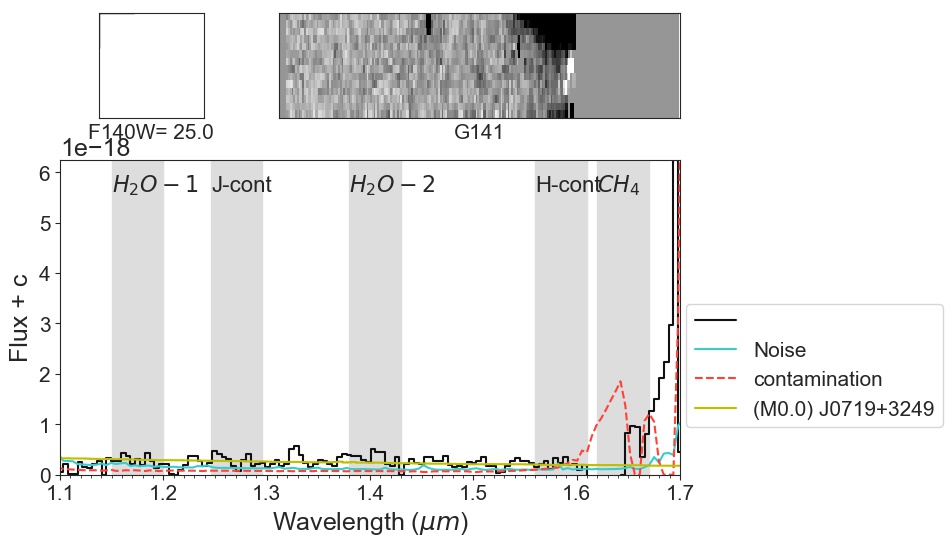 F140W= 25.0
G141
1e−18
H₂O − 1
J-cont
H₂O − 2
H-cont
CH₄
6
5
4
3
2
1
0
Flux + c
1.1
1.2
1.3
1.4
1.5
1.6
1.7
Wavelength (μm)
Noise
contamination
(M0.0) J0719+3249